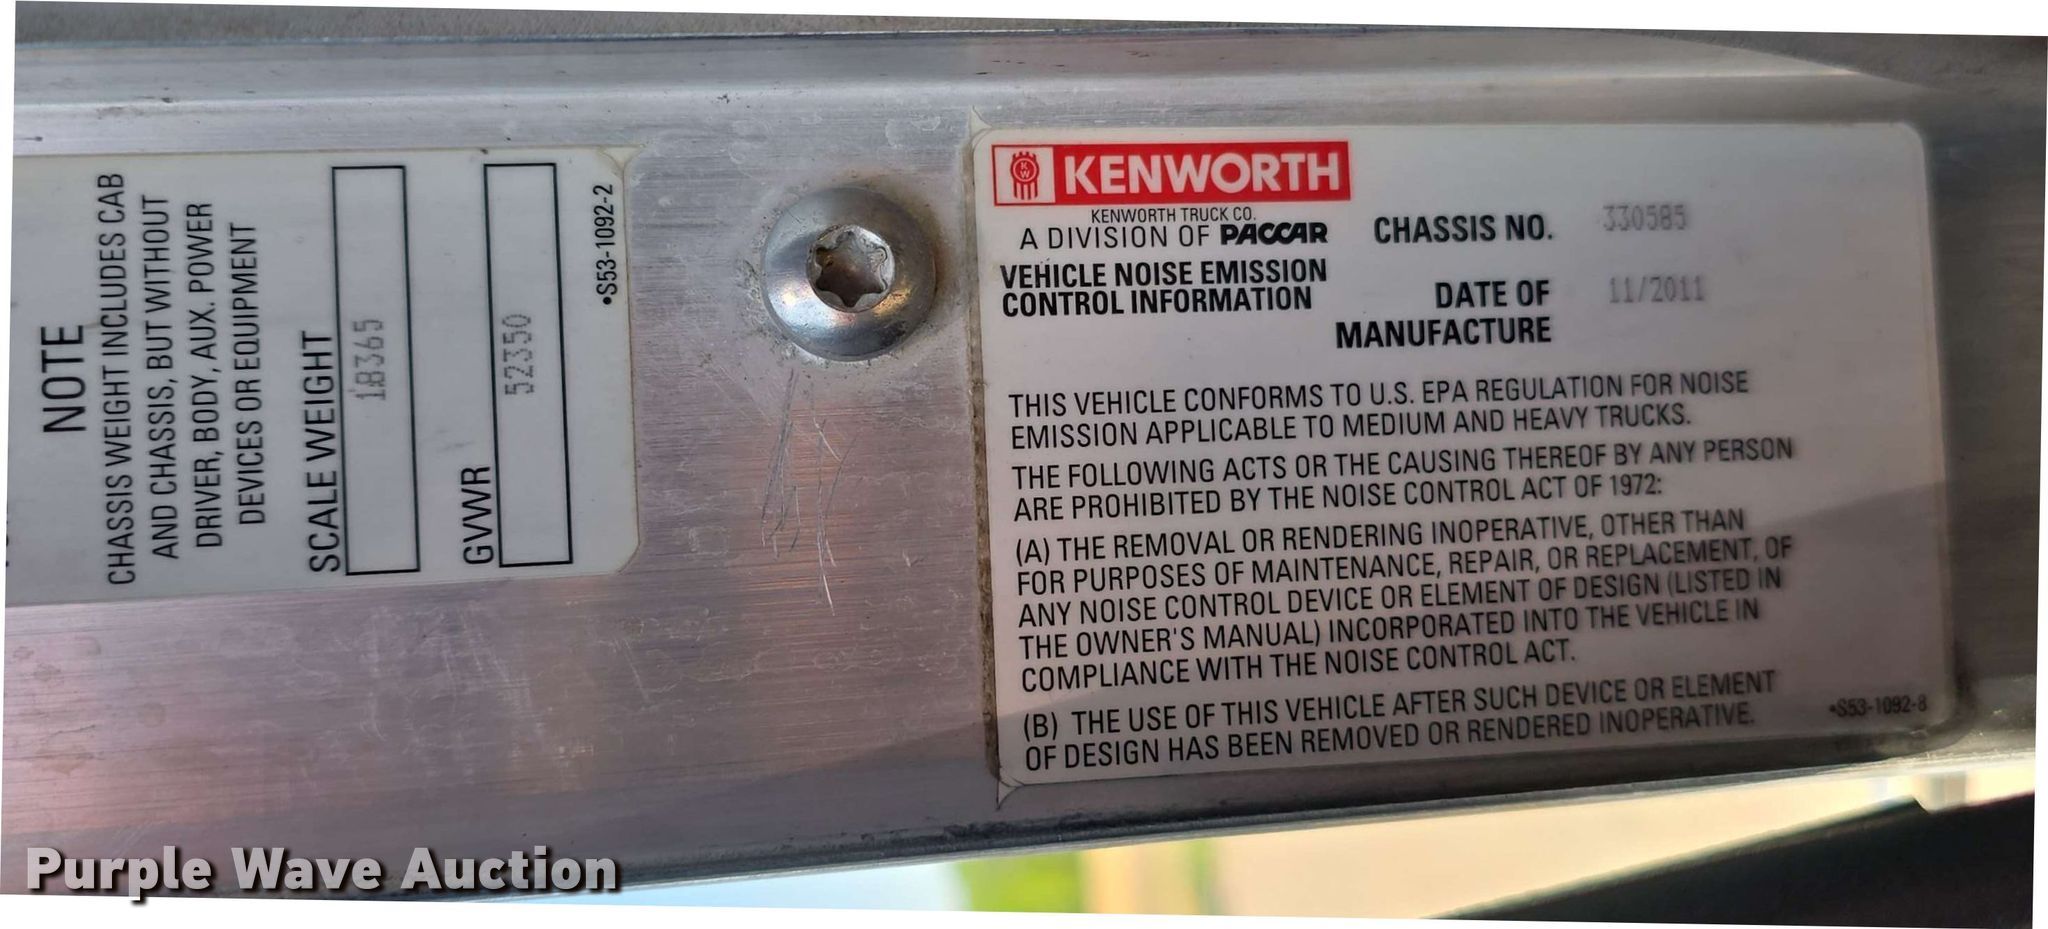 NOTE
CHASSIS WEIGHT INCLUDES CAB
AND CHASSIS, BUT WITHOUT
DRIVER, BODY, AUX. POWER
DEVICES OR EQUIPMENT
SCALE WEIGHT
18365
GVWR
52350
•S53-1092-2
KW
KENWORTH
KENWORTH TRUCK CO.
A DIVISION OF PACCAR
VEHICLE NOISE EMISSION
CONTROL INFORMATION
CHASSIS NO. 330585
DATE OF 11/2011
MANUFACTURE
THIS VEHICLE CONFORMS TO U.S. EPA REGULATION FOR NOISE
EMISSION APPLICABLE TO MEDIUM AND HEAVY TRUCKS.
THE FOLLOWING ACTS OR THE CAUSING THEREOF BY ANY PERSON
ARE PROHIBITED BY THE NOISE CONTROL ACT OF 1972:
(A) THE REMOVAL OR RENDERING INOPERATIVE, OTHER THAN
FOR PURPOSES OF MAINTENANCE, REPAIR, OR REPLACEMENT, OF
ANY NOISE CONTROL DEVICE OR ELEMENT OF DESIGN (LISTED IN
THE OWNER'S MANUAL) INCORPORATED INTO THE VEHICLE IN
COMPLIANCE WITH THE NOISE CONTROL ACT.
(B) THE USE OF THIS VEHICLE AFTER SUCH DEVICE OR ELEMENT
OF DESIGN HAS BEEN REMOVED OR RENDERED INOPERATIVE.
•S53-1092-8
Purple Wave Auction